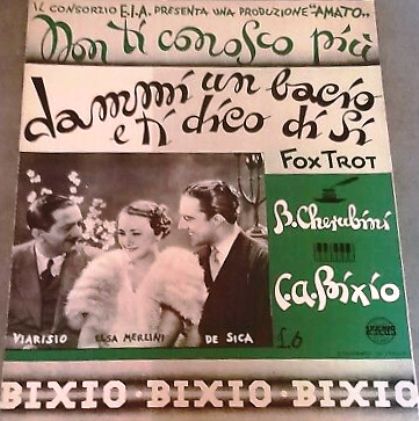 IL CONSORZIO E.I.A. PRESENTA UNA PRODUZIONE "AMATO"
Non ti conosco più
dammi un bacio
e ti dico di sì
FOX TROT
B. Cherubini
C.A. Bixio
VIARISIO ELSA MERLINI DE SICA
£.6
BIXIO · BIXIO · BIXIO